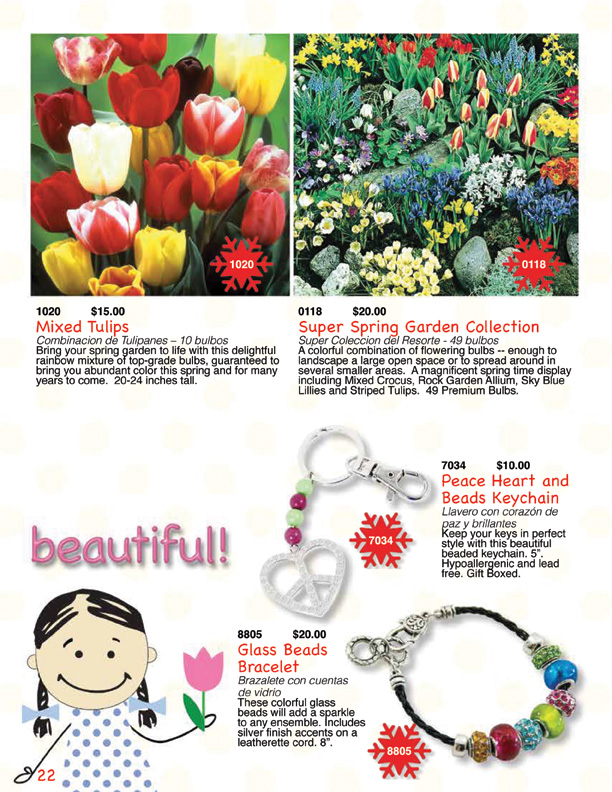 1020
0118
1020 $15.00
Mixed Tulips
Combinacion de Tulipanes – 10 bulbos
Bring your spring garden to life with this delightful
rainbow mixture of top-grade bulbs, guaranteed to
bring you abundant color this spring and for many
years to come. 20-24 inches tall.
0118 $20.00
Super Spring Garden Collection
Super Coleccion del Resorte - 49 bulbos
A colorful combination of flowering bulbs -- enough to
landscape a large open space or to spread around in
several smaller areas. A magnificent spring time display
including Mixed Crocus, Rock Garden Allium, Sky Blue
Lillies and Striped Tulips. 49 Premium Bulbs.
7034 $10.00
Peace Heart and
Beads Keychain
Llavero con corazón de
paz y brillantes
Keep your keys in perfect
style with this beautiful
beaded keychain. 5”.
Hypoallergenic and lead
free. Gift Boxed.
7034
beautiful!
8805 $20.00
Glass Beads
Bracelet
Brazalete con cuentas
de vidrio
These colorful glass
beads will add a sparkle
to any ensemble. Includes
silver finish accents on a
leatherette cord. 8”.
8805
22